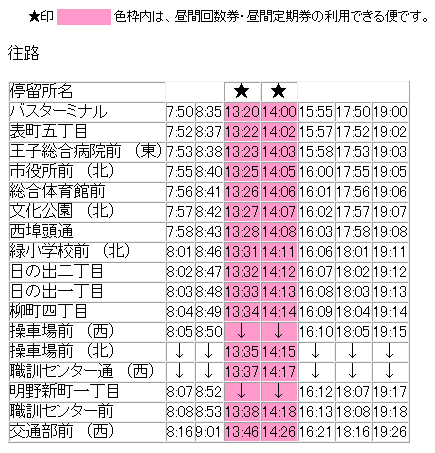 ★印 色枠内は、昼間回数券・昼間定期券の利用できる便です。
往路
停留所名 ★ ★
バスターミナル 7:50 8:35 13:20 14:00 15:55 17:50 19:00
表町五丁目 7:52 8:37 13:22 14:02 15:57 17:52 19:02
王子総合病院前 (東) 7:53 8:38 13:23 14:03 15:58 17:53 19:03
市役所前 (北) 7:55 8:40 13:25 14:05 16:00 17:55 19:05
総合体育館前 7:56 8:41 13:26 14:06 16:01 17:56 19:06
文化公園 (北) 7:57 8:42 13:27 14:07 16:02 17:57 19:07
西埠頭通 7:58 8:43 13:28 14:08 16:03 17:58 19:08
緑小学校前 (北) 8:01 8:46 13:31 14:11 16:06 18:01 19:11
日の出二丁目 8:02 8:47 13:32 14:12 16:07 18:02 19:12
日の出一丁目 8:03 8:48 13:33 14:13 16:08 18:03 19:13
柳町四丁目 8:04 8:49 13:34 14:14 16:09 18:04 19:14
操車場前 (西) 8:05 8:50 ↓ ↓ 16:10 18:05 19:15
操車場前 (北) ↓ ↓ 13:35 14:15 ↓ ↓ ↓
職訓センター通 (西) ↓ ↓ 13:37 14:17 ↓ ↓ ↓
明野新町一丁目 8:07 8:52 ↓ ↓ 16:12 18:07 19:17
職訓センター前 8:08 8:53 13:38 14:18 16:13 18:08 19:18
交通部前 (西) 8:16 9:01 13:46 14:26 16:21 18:16 19:26